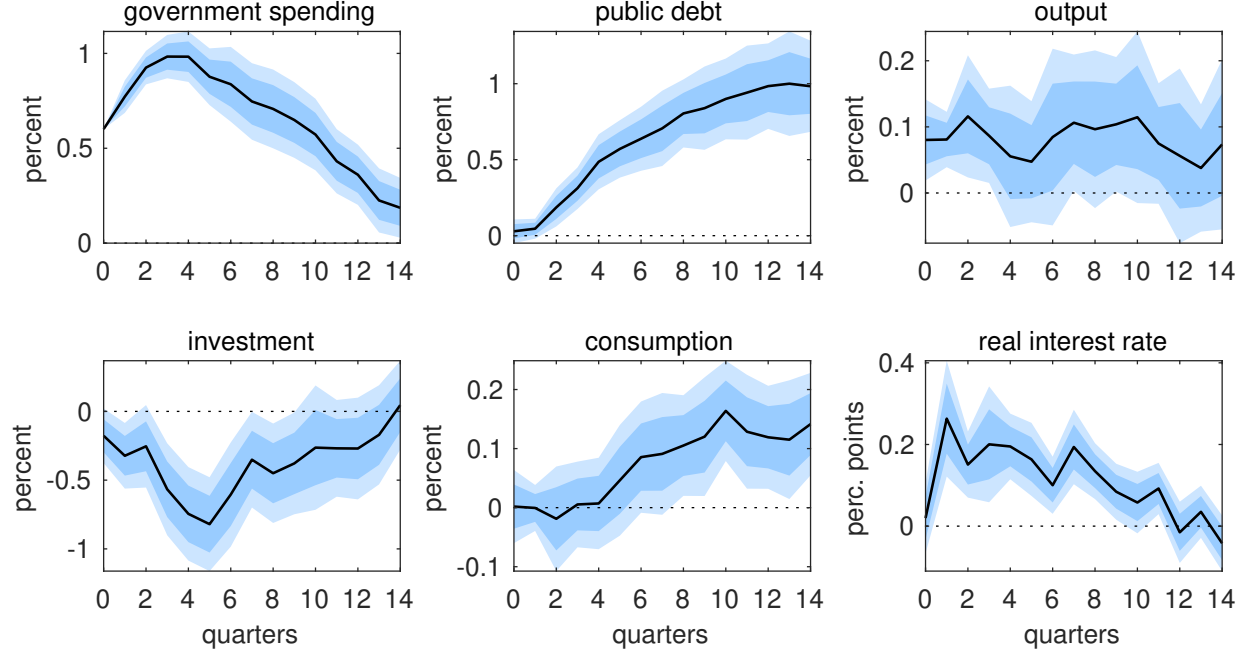 government spending
percent
1
0.5
0
0 2 4 6 8 10 12 14
public debt
percent
1
0.5
0
0 2 4 6 8 10 12 14
output
percent
0.2
0.1
0
0 2 4 6 8 10 12 14
investment
percent
0
-0.5
-1
0 2 4 6 8 10 12 14
quarters
consumption
percent
0.2
0.1
0
-0.1
0 2 4 6 8 10 12 14
quarters
real interest rate
perc. points
0.4
0.2
0
0 2 4 6 8 10 12 14
quarters